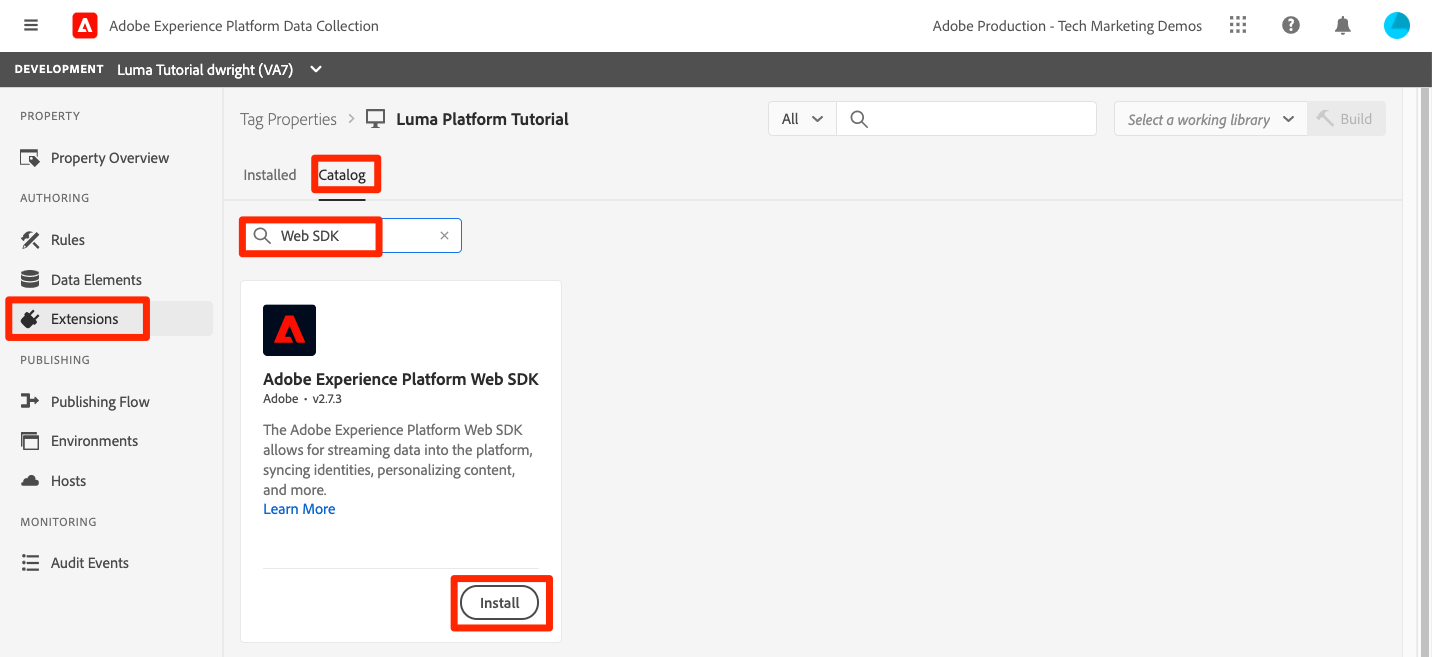 Adobe Experience Platform Data Collection
Adobe Production - Tech Marketing Demos
DEVELOPMENT Luma Tutorial dwright (VA7)
PROPERTY
Property Overview
AUTHORING
Rules
Data Elements
Extensions
PUBLISHING
Publishing Flow
Environments
Hosts
MONITORING
Audit Events
Tag Properties > Luma Platform Tutorial
All
Select a working library
Build
Installed
Catalog
Web SDK
Adobe Experience Platform Web SDK
Adobe • v2.7.3
The Adobe Experience Platform Web SDK
allows for streaming data into the platform,
syncing identities, personalizing content,
and more.
Learn More
Install